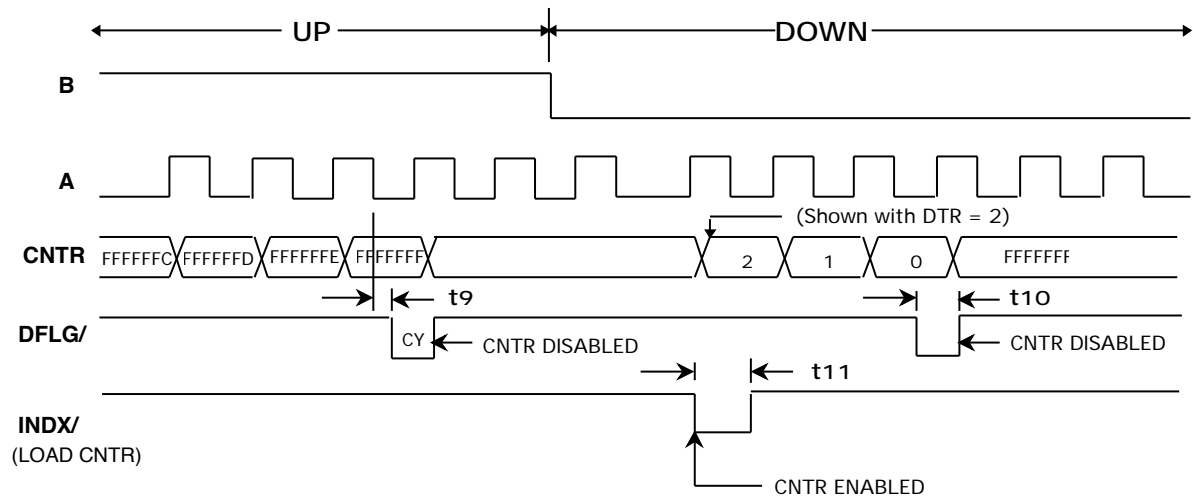 UP DOWN
B
A
(Shown with DTR = 2)
CNTR FFFFFFC FFFFFFD FFFFFFE FFFFFFF 2 1 0 FFFFFFF
t9 t10
DFLG/ CY CNTR DISABLED CNTR DISABLED
t11
INDX/
(LOAD CNTR)
CNTR ENABLED